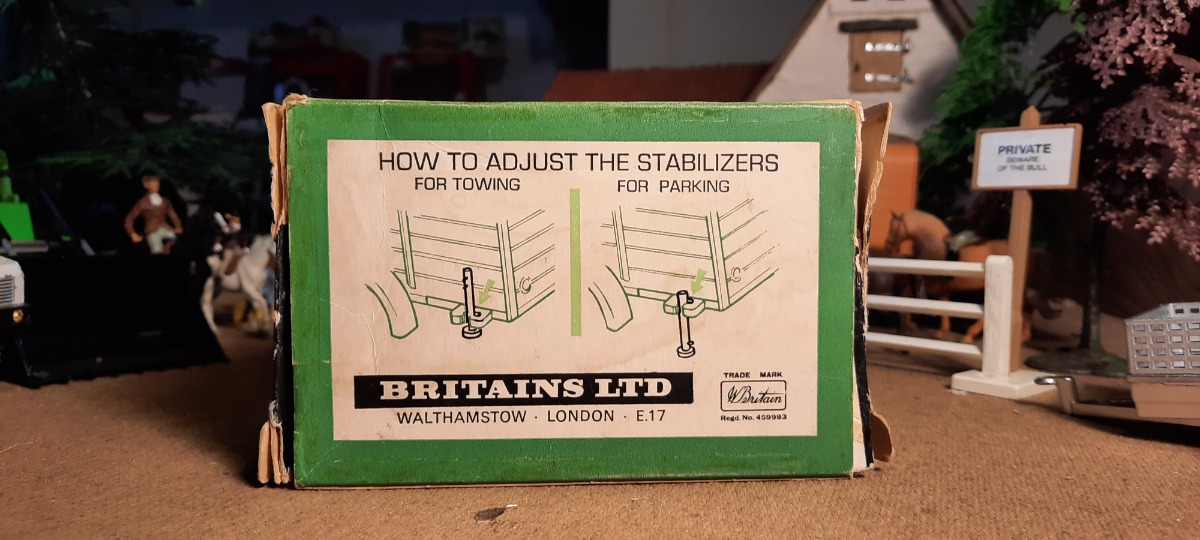 HOW TO ADJUST THE STABILIZERS
FOR TOWING
FOR PARKING
BRITAINS LTD
WALTHAMSTOW · LONDON · E.17
TRADE MARK
W Britain
Regd. No. 459993
PRIVATE
BEWARE
OF THE BULL